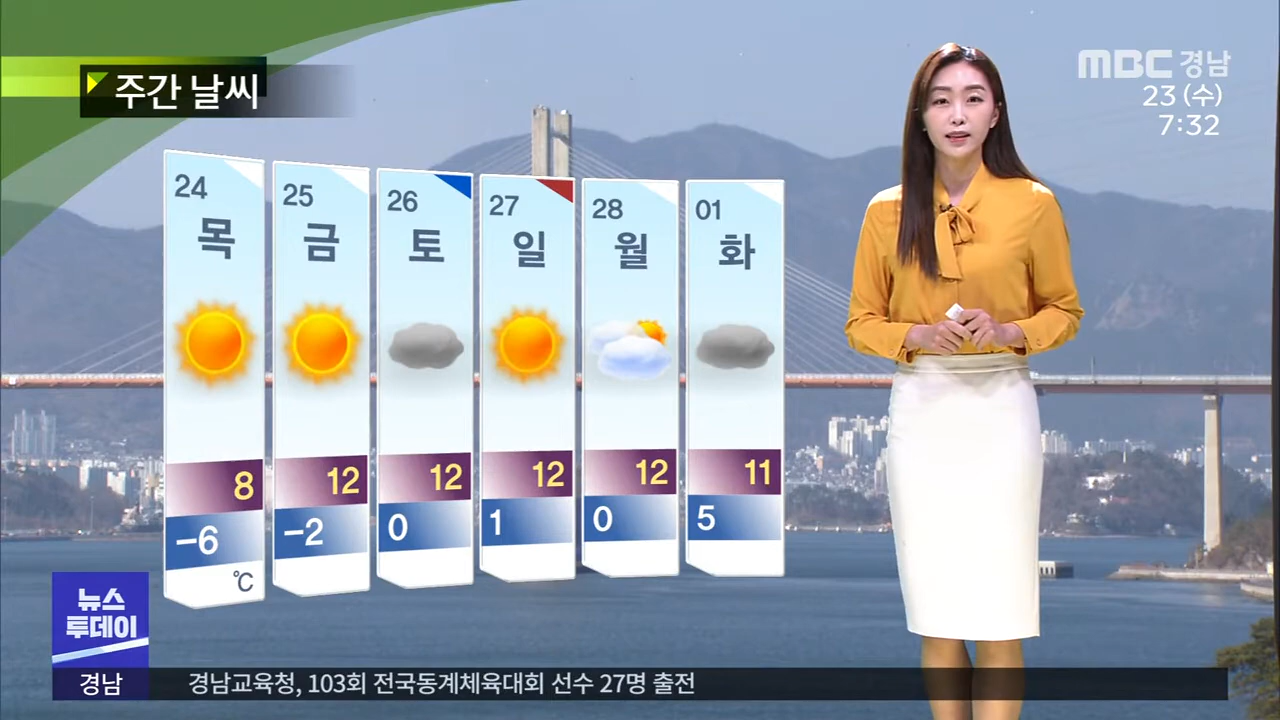 주간 날씨
MBC 경남
23 (수)
7:32
24
목
8
-6
℃
25
금
12
-2
26
토
12
0
27
일
12
1
28
월
12
0
01
화
11
5
뉴스
투데이
경남
경남교육청, 103회 전국동계체육대회 선수 27명 출전